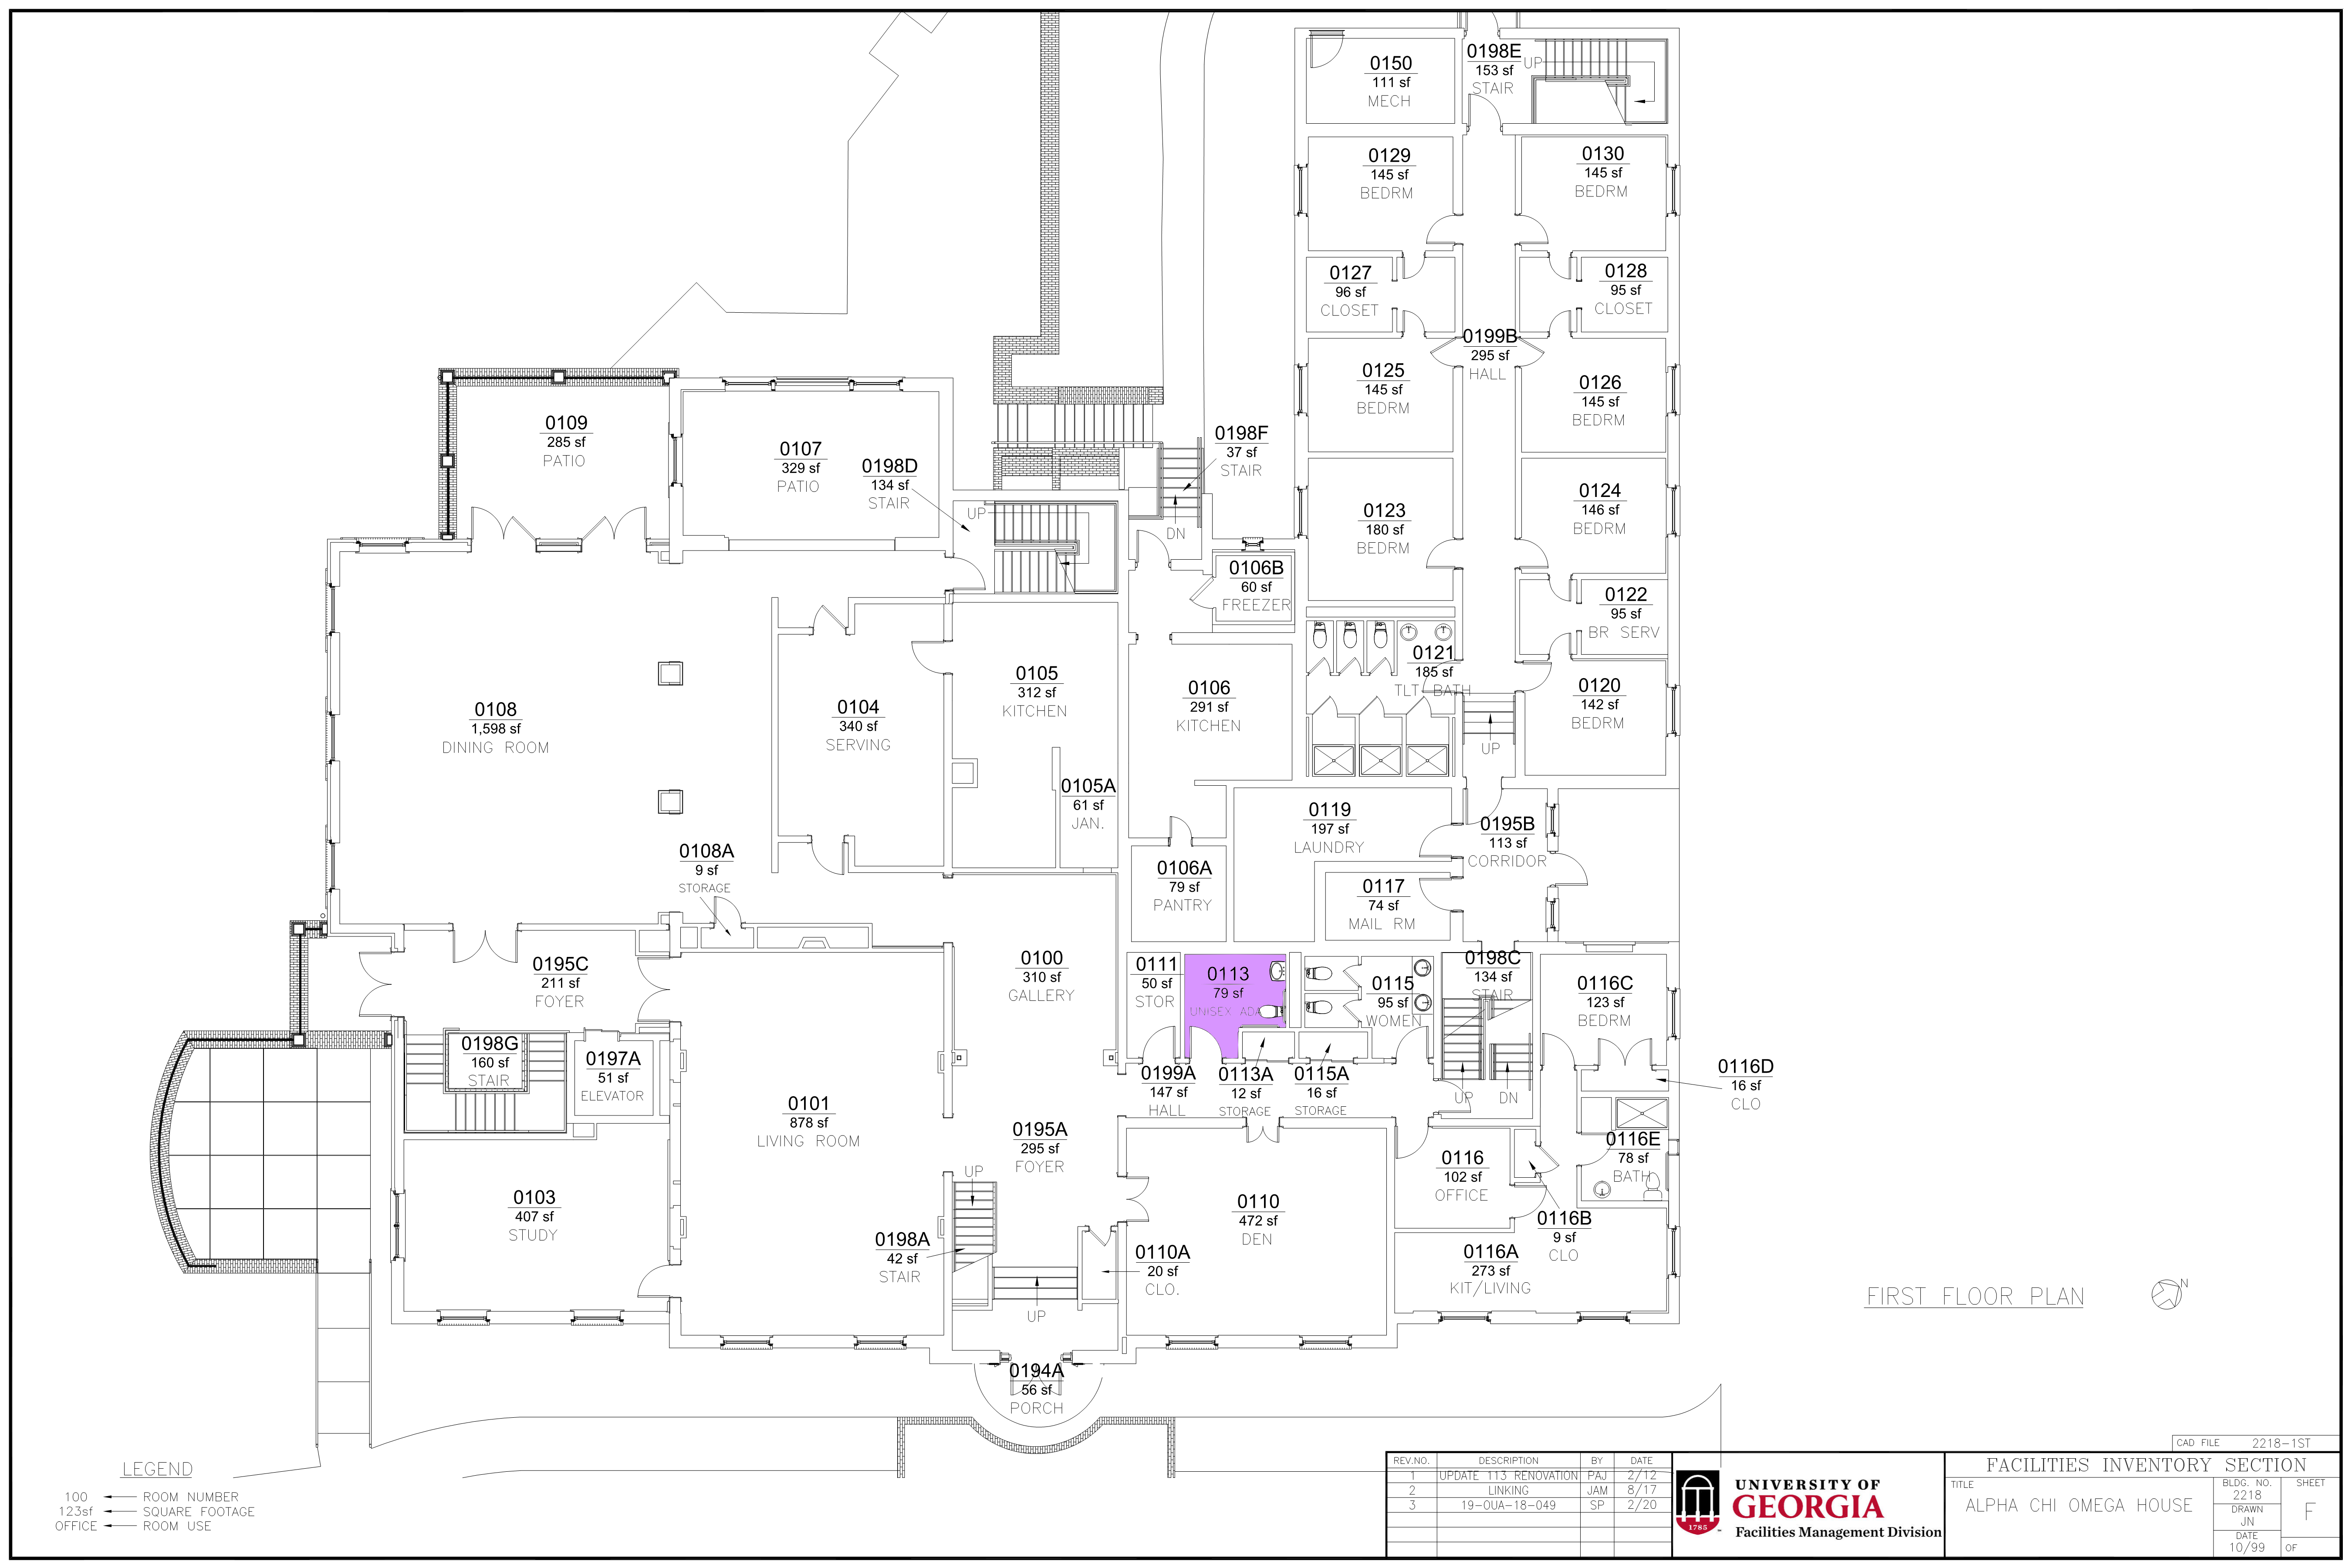 0150
111 sf
MECH
0198E
153 sf
STAIR
UP
0129
145 sf
BEDRM
0130
145 sf
BEDRM
0127
96 sf
CLOSET
0128
95 sf
CLOSET
0199B
295 sf
HALL
0125
145 sf
BEDRM
0126
145 sf
BEDRM
0109
285 sf
PATIO
0107
329 sf
PATIO
0198D
134 sf
STAIR
UP
0198F
37 sf
STAIR
DN
0123
180 sf
BEDRM
0124
146 sf
BEDRM
0106B
60 sf
FREEZER
0122
95 sf
BR SERV
0121
185 sf
TLT BATH
0120
142 sf
BEDRM
UP
0108
1,598 sf
DINING ROOM
0104
340 sf
SERVING
0105
312 sf
KITCHEN
0106
291 sf
KITCHEN
0105A
61 sf
JAN.
0119
197 sf
LAUNDRY
0195B
113 sf
CORRIDOR
0108A
9 sf
STORAGE
0106A
79 sf
PANTRY
0117
74 sf
MAIL RM
0195C
211 sf
FOYER
0100
310 sf
GALLERY
0111
50 sf
STOR
0113
79 sf
UNISEX ADA
0115
95 sf
WOMEN
0198C
134 sf
STAIR
0116C
123 sf
BEDRM
0198G
160 sf
STAIR
0197A
51 sf
ELEVATOR
0199A
147 sf
HALL
0113A
12 sf
STORAGE
0115A
16 sf
STORAGE
UP
DN
0116D
16 sf
CLO
0101
878 sf
LIVING ROOM
0195A
295 sf
FOYER
UP
0116
102 sf
OFFICE
0116E
78 sf
BATH
0103
407 sf
STUDY
0110
472 sf
DEN
0116B
9 sf
CLO
0198A
42 sf
STAIR
0110A
20 sf
CLO.
0116A
273 sf
KIT/LIVING
UP
0194A
56 sf
PORCH
FIRST FLOOR PLAN
N
LEGEND
100 ROOM NUMBER
123sf SQUARE FOOTAGE
OFFICE ROOM USE
REV.NO. DESCRIPTION BY DATE
1 UPDATE 113 RENOVATION PAJ 2/12
2 LINKING JAM 8/17
3 19-OUA-18-049 SP 2/20
1785
UNIVERSITY OF
GEORGIA
Facilities Management Division
CAD FILE 2218-1ST
FACILITIES INVENTORY SECTION
TITLE
ALPHA CHI OMEGA HOUSE
BLDG. NO.
2218
DRAWN
JN
DATE
10/99
SHEET
F
OF